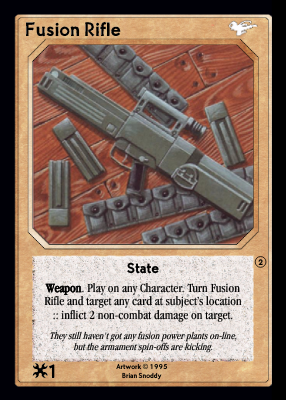 Fusion Rifle
2
State
Weapon. Play on any Character. Turn Fusion
Rifle and target any card at subject's location
:: inflict 2 non-combat damage on target.
They still haven't got any fusion power plants on-line,
but the armament spin-offs are kicking.
1
Artwork © 1995
Brian Snoddy